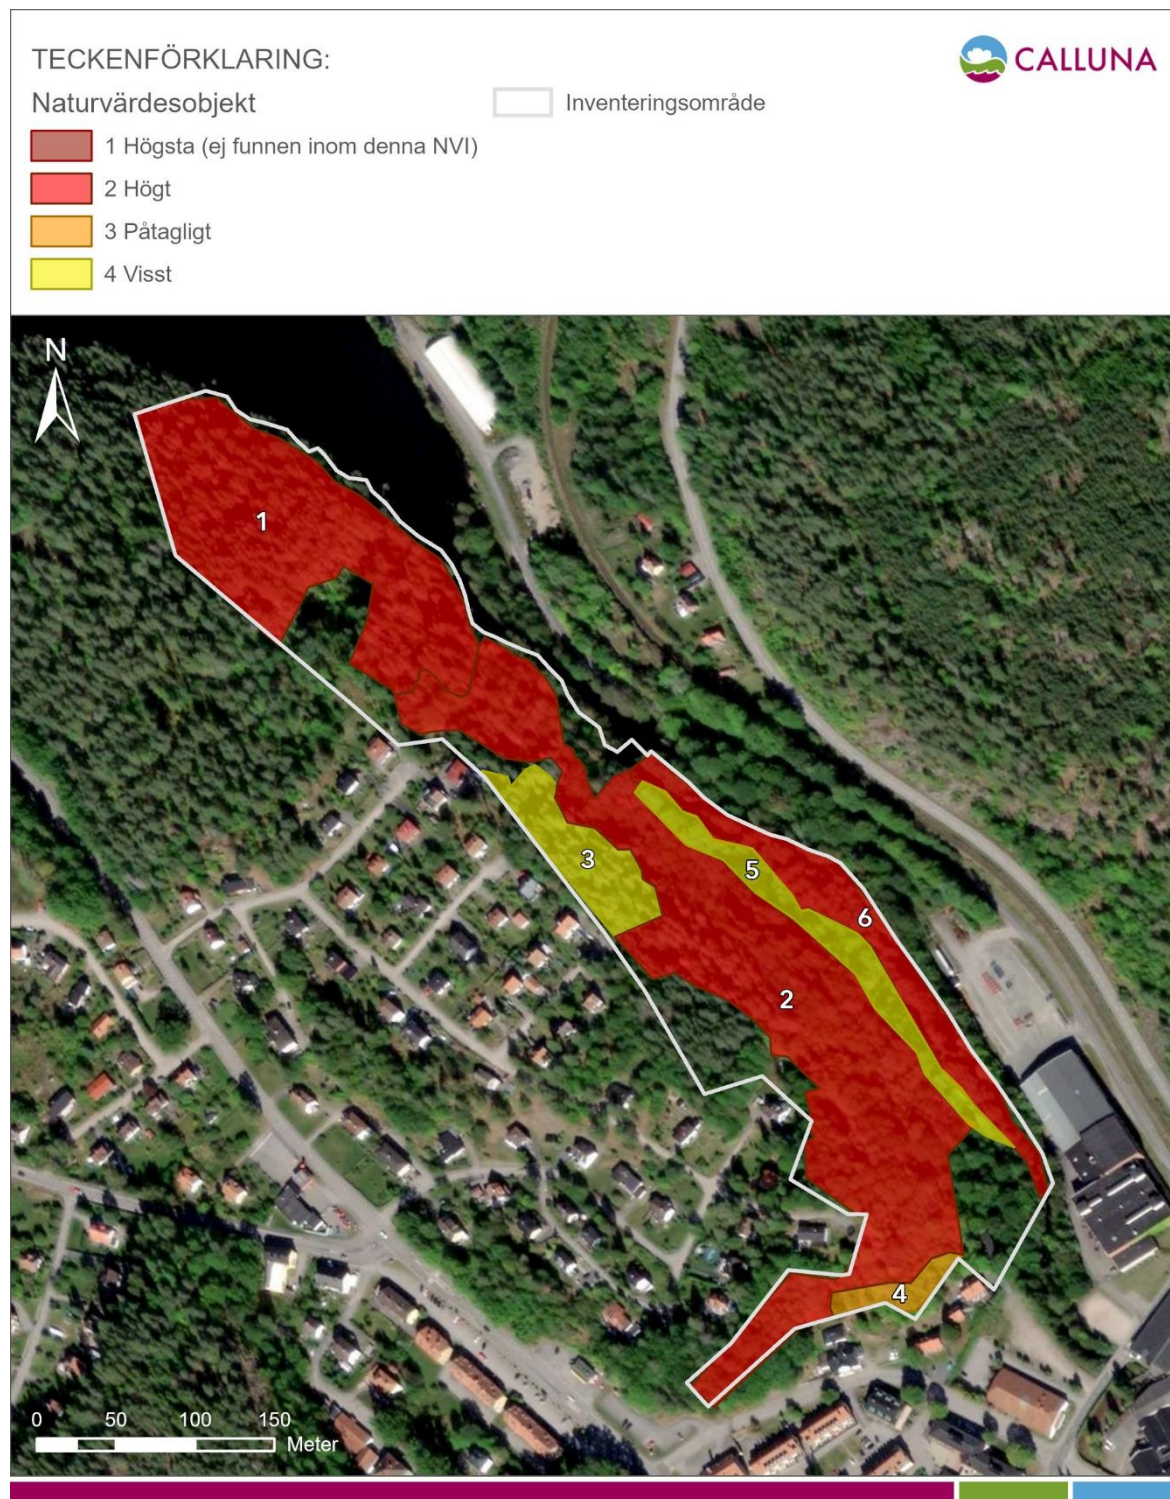 TECKENFÖRKLARING:
CALLUNA
Naturvärdesobjekt
Inventeringsområde
1 Högsta (ej funnen inom denna NVI)
2 Högt
3 Påtagligt
4 Visst
N
1
3
5
6
2
4
0 50 100 150
Meter